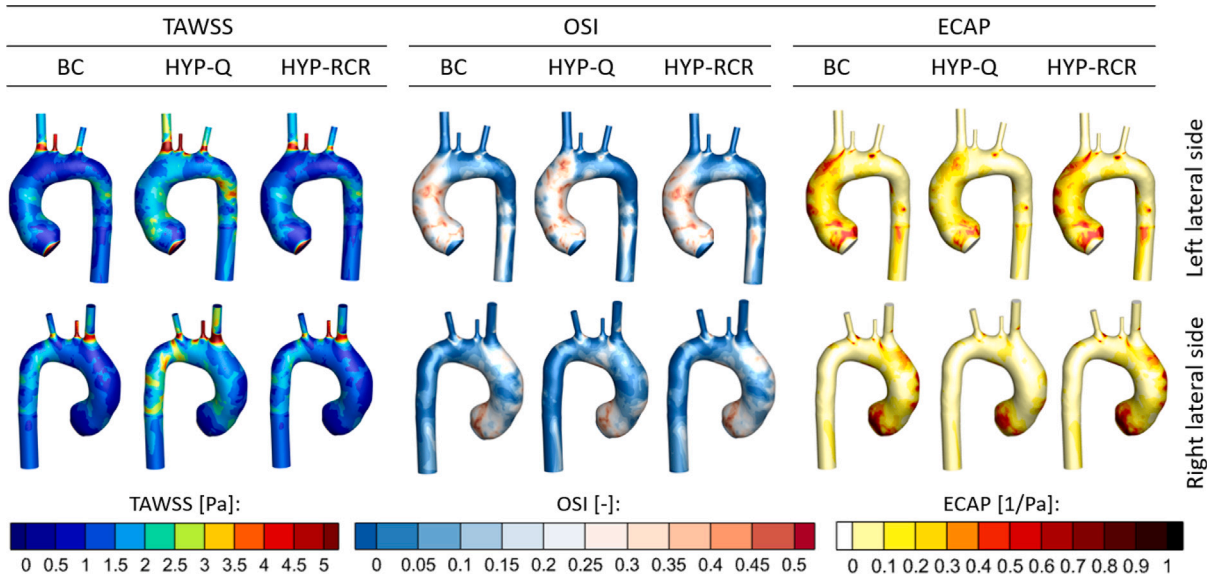 TAWSS OSI ECAP
BC HYP-Q HYP-RCR BC HYP-Q HYP-RCR BC HYP-Q HYP-RCR
Left lateral side
Right lateral side
TAWSS [Pa]: OSI [-]: ECAP [1/Pa]:
0 0.5 1 1.5 2 2.5 3 3.5 4 4.5 5 0 0.05 0.1 0.15 0.2 0.25 0.3 0.35 0.4 0.45 0.5 0 0.1 0.2 0.3 0.4 0.5 0.6 0.7 0.8 0.9 1